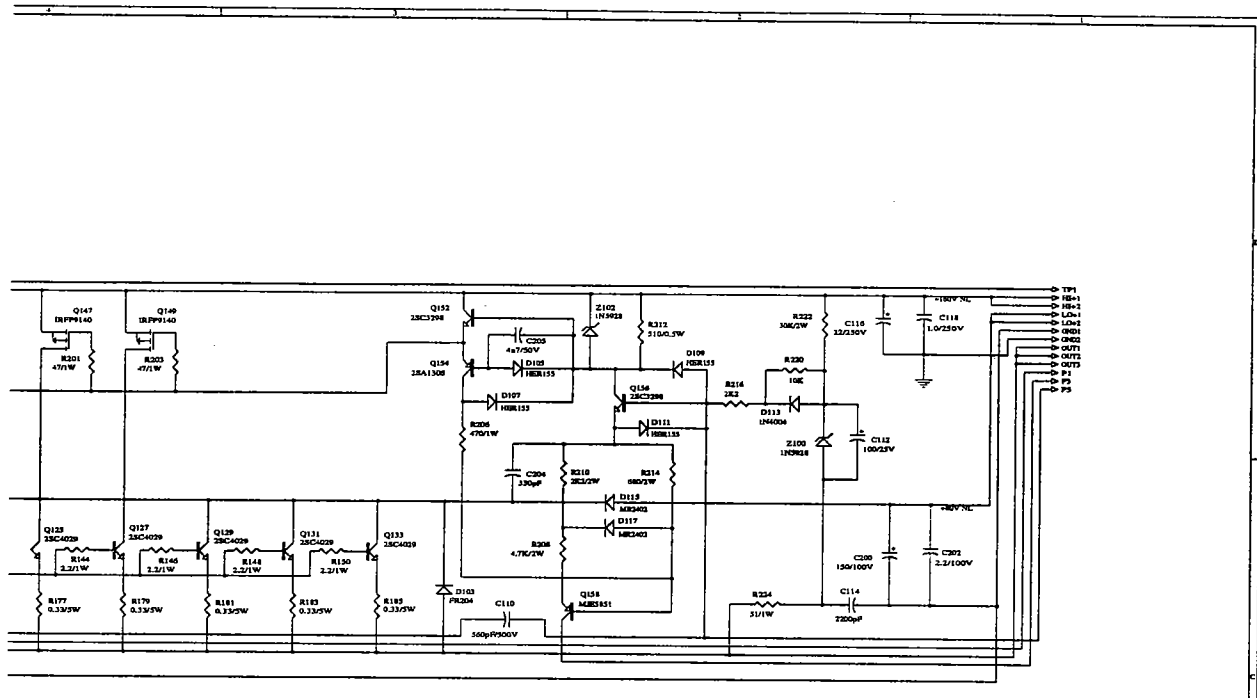 TP1
HI+1
HI+2
LO+1
LO+2
GND1
GND2
OUT1
OUT2
OUT3
P1
P3
P5
Q147
IRFP9140
R201
47/1W
Q149
IRFP9140
R203
47/1W
Q152
2SC3298
Q154
2SA1306
C205
4n7/50V
D105
HER155
D107
HER155
R206
470/1W
Z102
1N5928
R212
510/0.5W
D109
HER155
Q156
2SC3298
D111
HER155
R216
2K2
R220
10K
D113
1N4006
R222
30K/2W
Z100
1N5928
C112
100/25V
C116
22/250V
+160V NL
C118
1.0/250V
C204
330pF
R210
2K2/2W
R214
680/2W
D115
MR2402
D117
MR2402
R208
4.7K/2W
Q158
MJE5851
D103
FR204
C110
560pF/500V
R224
51/1W
C114
2200pF
C200
150/100V
+80V NL
C202
2.2/100V
Q125
2SC4029
R144
2.2/1W
Q127
2SC4029
R146
2.2/1W
Q129
2SC4029
R148
2.2/1W
Q131
2SC4029
R150
2.2/1W
Q133
2SC4029
R177
0.33/5W
R179
0.33/5W
R181
0.33/5W
R183
0.33/5W
R185
0.33/5W